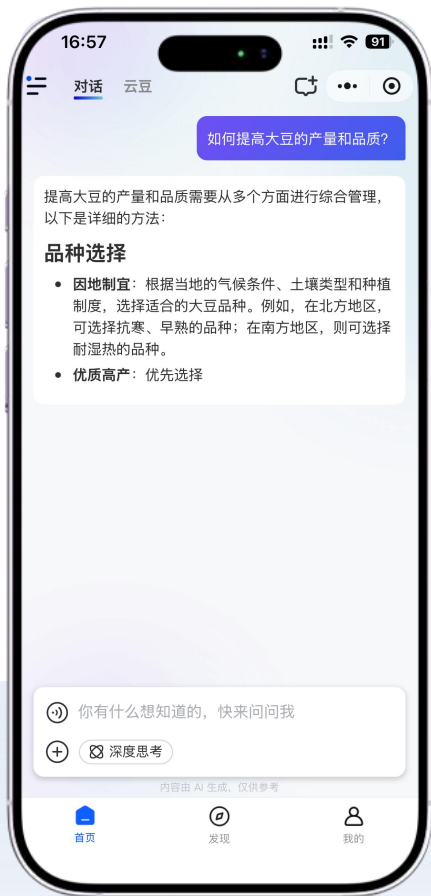 16:57
91
对话 云豆
如何提高大豆的产量和品质?
提高大豆的产量和品质需要从多个方面进行综合管理，
以下是详细的方法：
品种选择
• 因地制宜：根据当地的气候条件、土壤类型和种植
制度，选择适合的大豆品种。例如，在北方地区，
可选择抗寒、早熟的品种；在南方地区，则可选择
耐湿热的品种。
• 优质高产：优先选择
你有什么想知道的，快来问问我
深度思考
内容由 AI 生成，仅供参考
首页 发现 我的